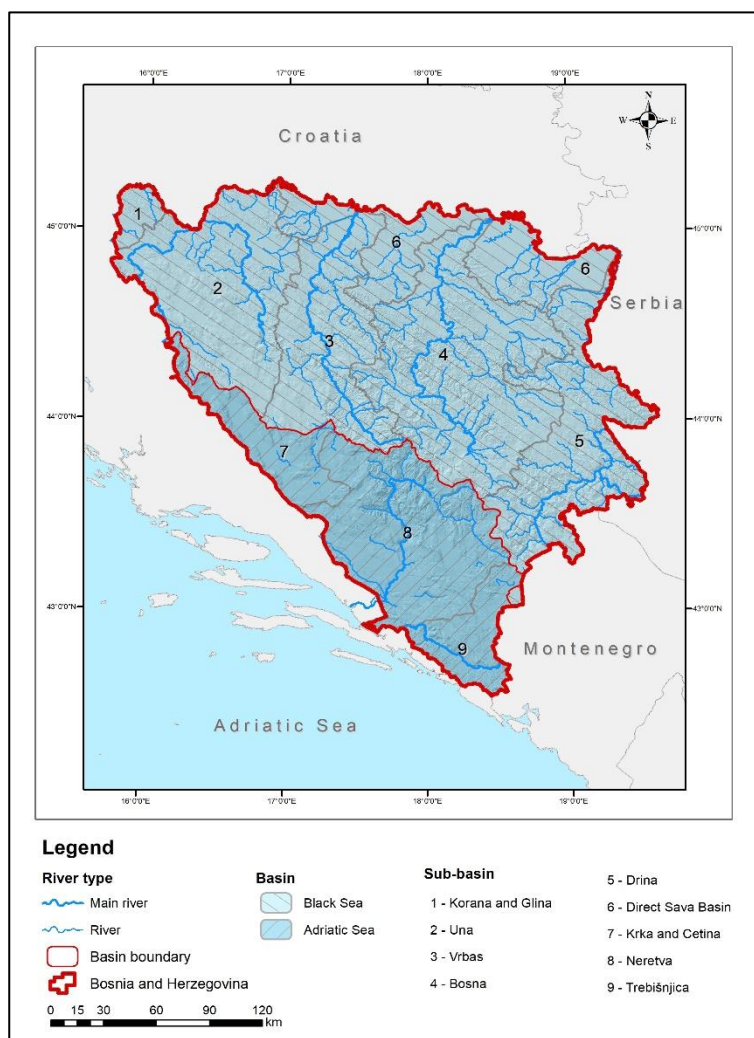 16°0'0"E 17°0'0"E 18°0'0"E 19°0'0"E
N
W E
S
Croatia
1
45°0'0"N
6
45°0'0"N
2
6
Serbia
3
4
44°0'0"N
44°0'0"N
5
7
8
43°0'0"N
43°0'0"N
9
Montenegro
Adriatic Sea
16°0'0"E 17°0'0"E 18°0'0"E 19°0'0"E
Legend
River type
Main river
River
Basin boundary
Bosnia and Herzegovina
0 15 30 60 90 120
km
Basin
Black Sea
Adriatic Sea
Sub-basin
1 - Korana and Glina
2 - Una
3 - Vrbas
4 - Bosna
5 - Drina
6 - Direct Sava Basin
7 - Krka and Cetina
8 - Neretva
9 - Trebišnjica